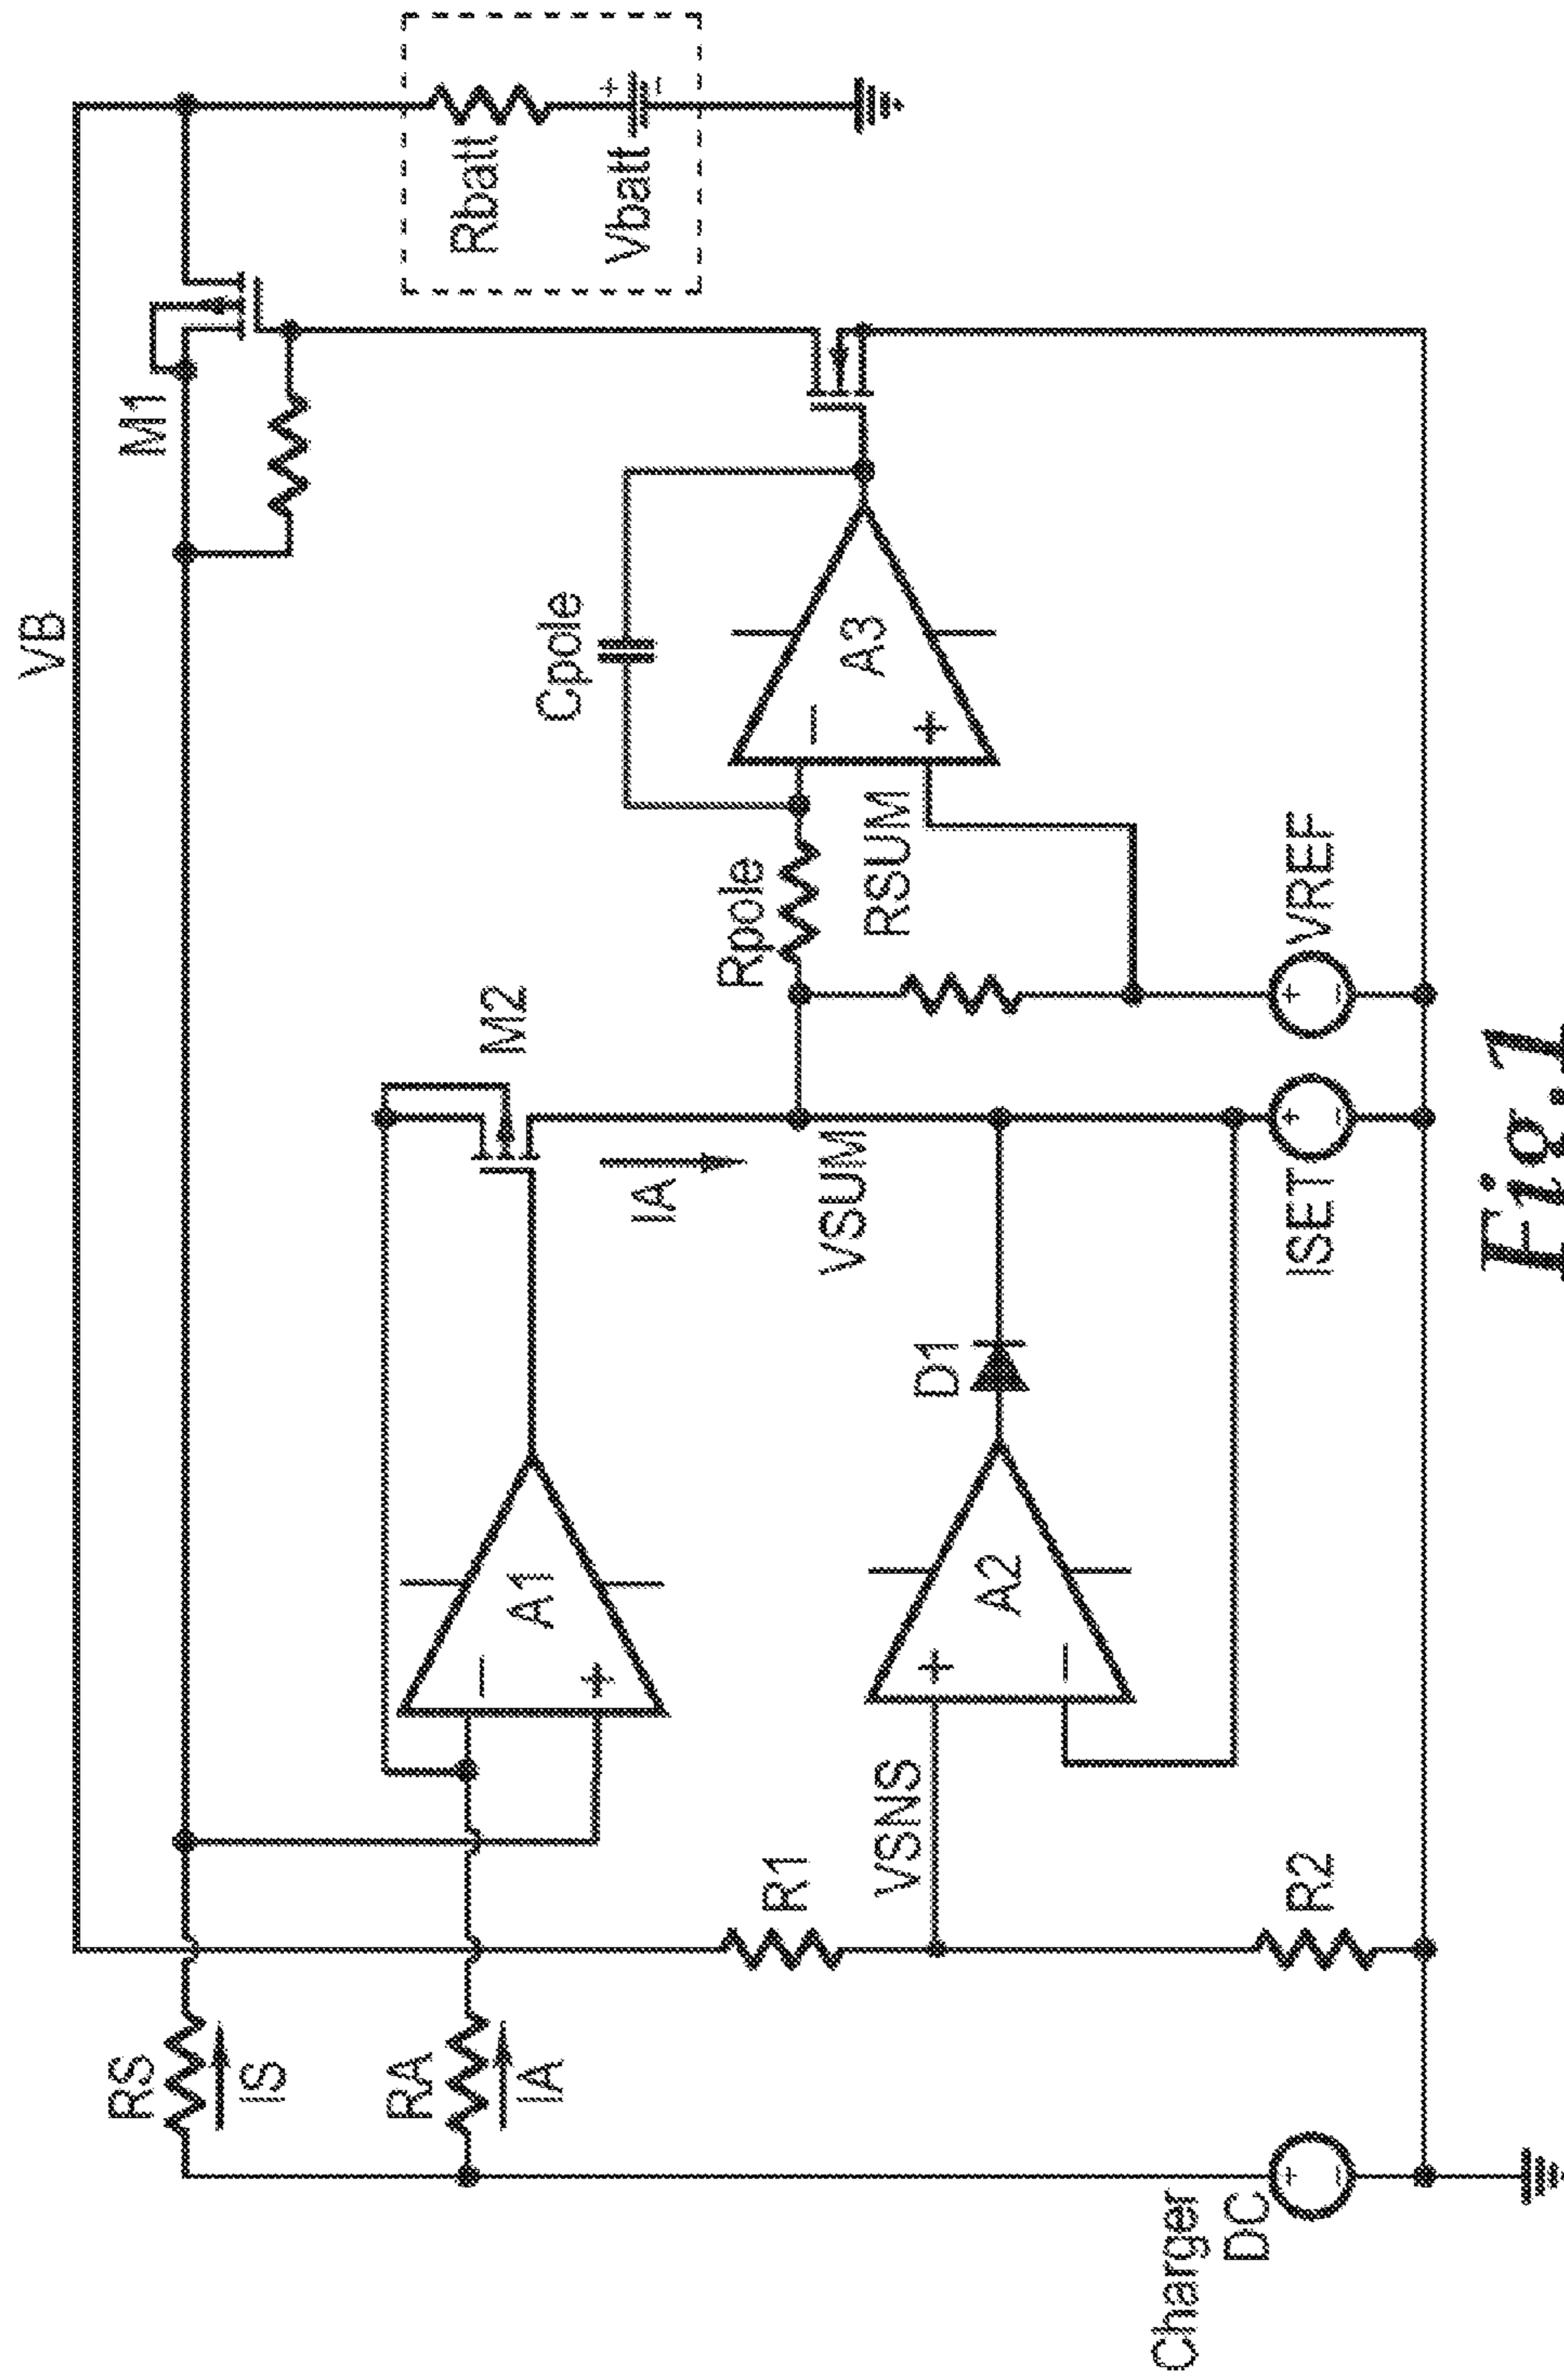 VB
RS
IS
RA
IA
M1
Rbatt
+
-
Vbatt
A1
-
+
M2
IA
Cpole
A3
-
+
Rpole
RSUM
VSUM
R1
VSNS
A2
+
-
D1
R2
ISET
+
-
VREF
+
-
Charger
DC
+
-
Fig.1